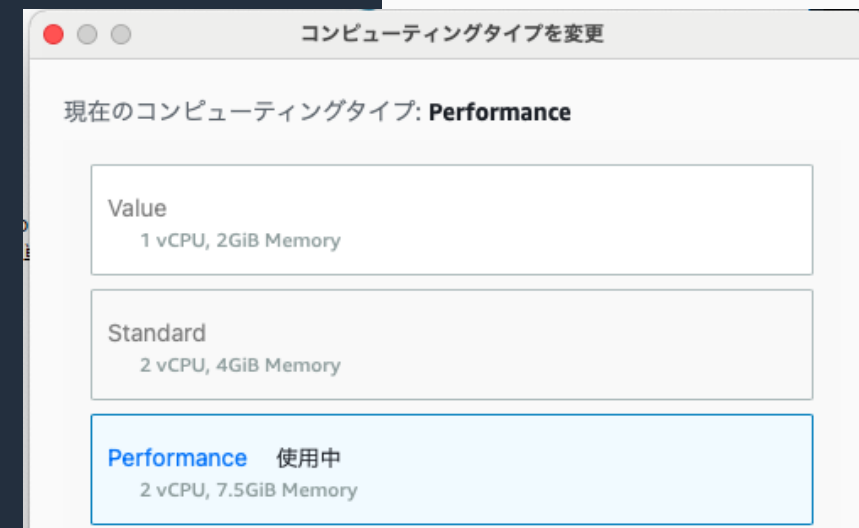 コンピューティングタイプを変更
現在のコンピューティングタイプ: Performance
Value
1 vCPU, 2GiB Memory
Standard
2 vCPU, 4GiB Memory
Performance 使用中
2 vCPU, 7.5GiB Memory